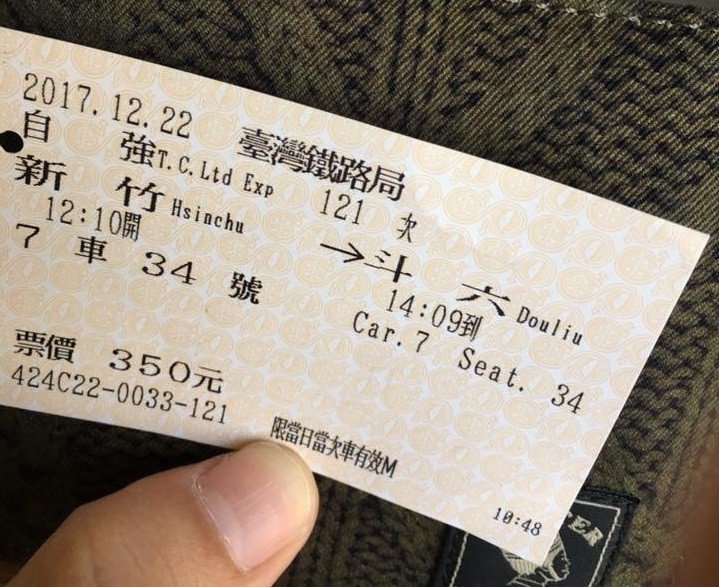 2017.12.22 臺灣鐵路局
自強 T.C.Ltd Exp 121 次
新竹 Hsinchu →斗六 Douliu
12:10開 14:09到
7 車 34 號 Car.7 Seat. 34
票價 350元
424C22-0033-121 限當日當次車有效M
10:48